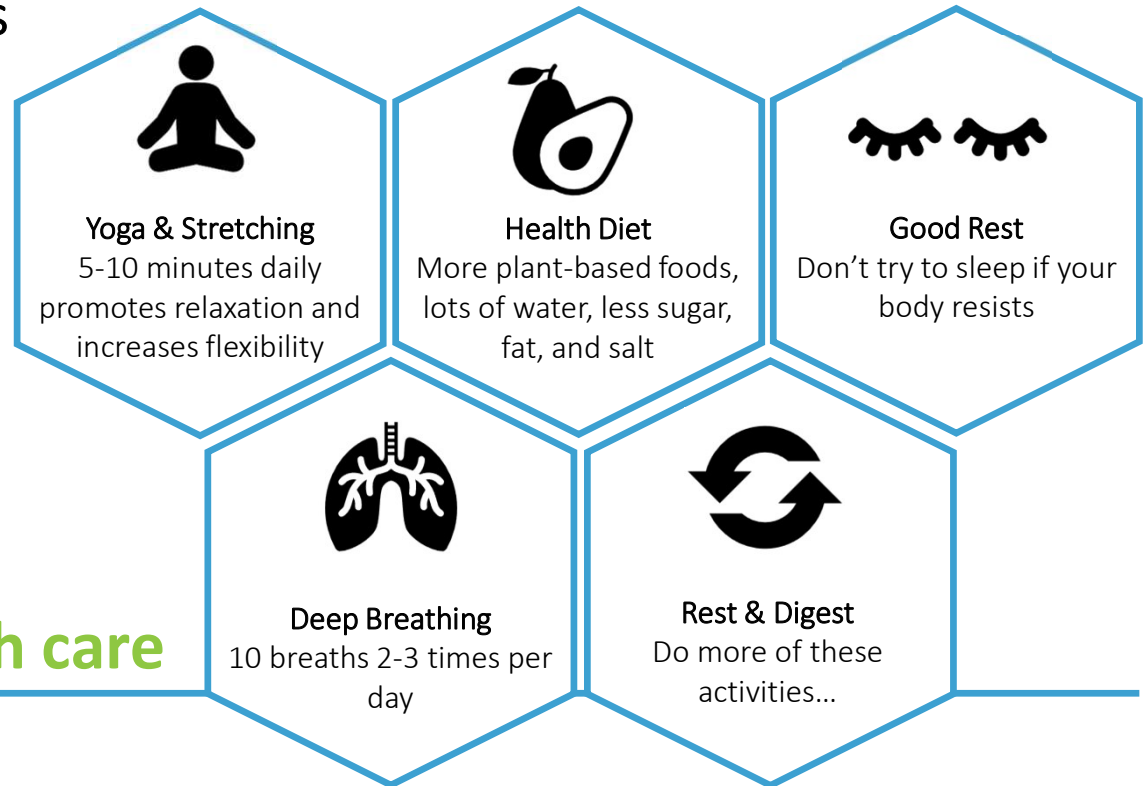 s
Yoga & Stretching
5-10 minutes daily
promotes relaxation and
increases flexibility
Health Diet
More plant-based foods,
lots of water, less sugar,
fat, and salt
Good Rest
Don’t try to sleep if your
body resists
Deep Breathing
10 breaths 2-3 times per
day
Rest & Digest
Do more of these
activities…
h care